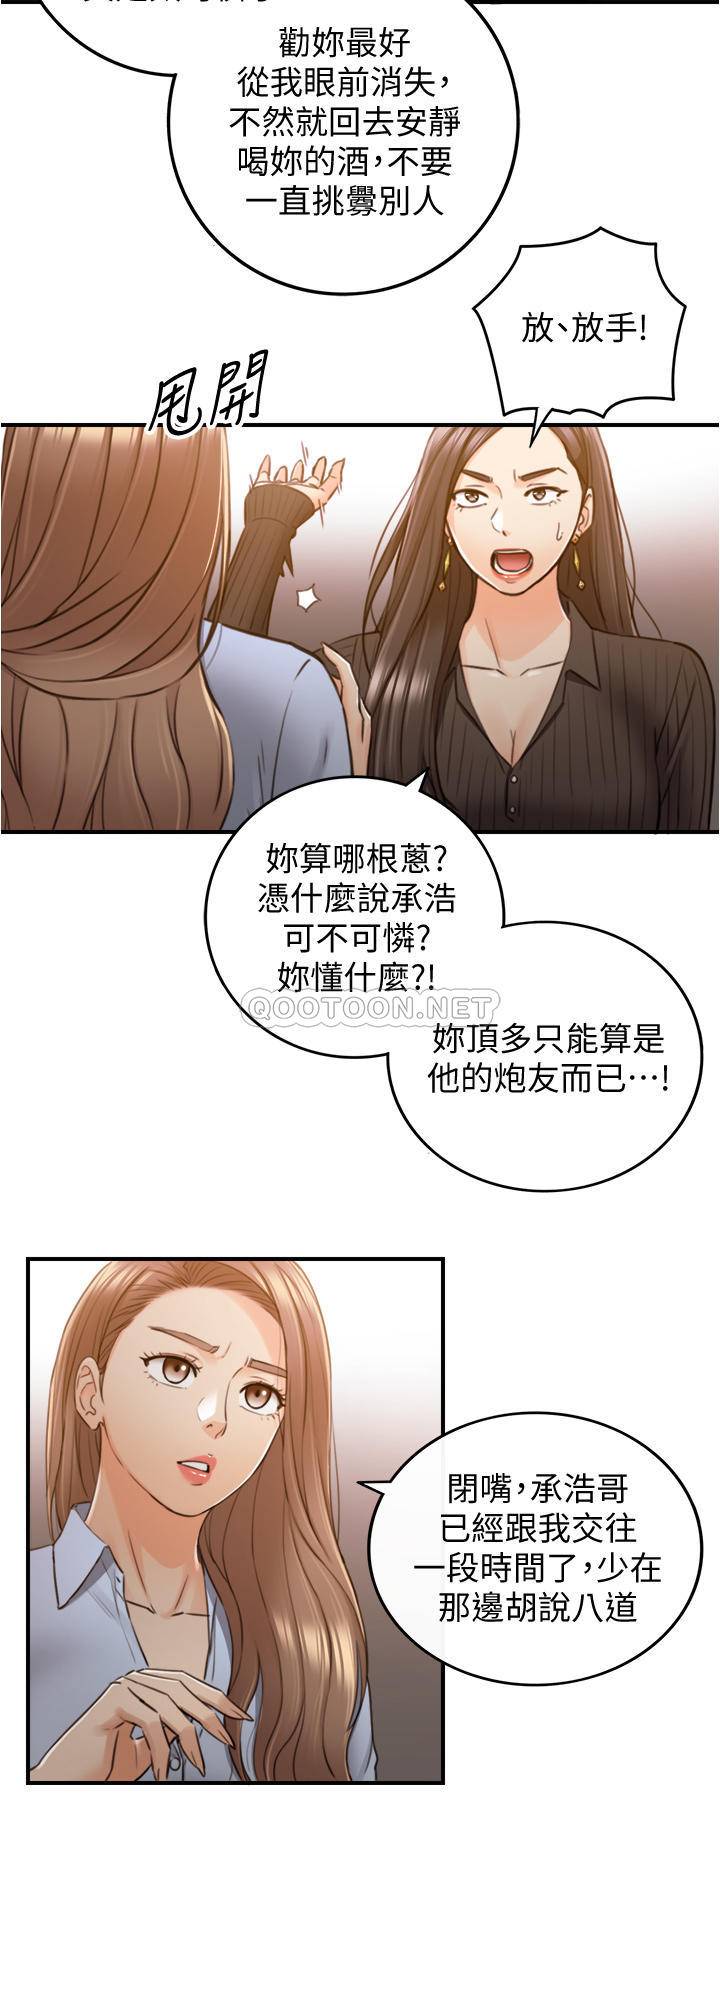 勸妳最好
從我眼前消失，
不然就回去安靜
喝妳的酒，不要
一直挑釁別人
放、放手！
甩開
妳算哪根蔥？
憑什麼說承浩
可不可憐？
妳懂什麼？！
QOOTOON.NET
妳頂多只能算是
他的炮友而已…！
閉嘴，承浩哥
已經跟我交往
一段時間了，少在
那邊胡說八道